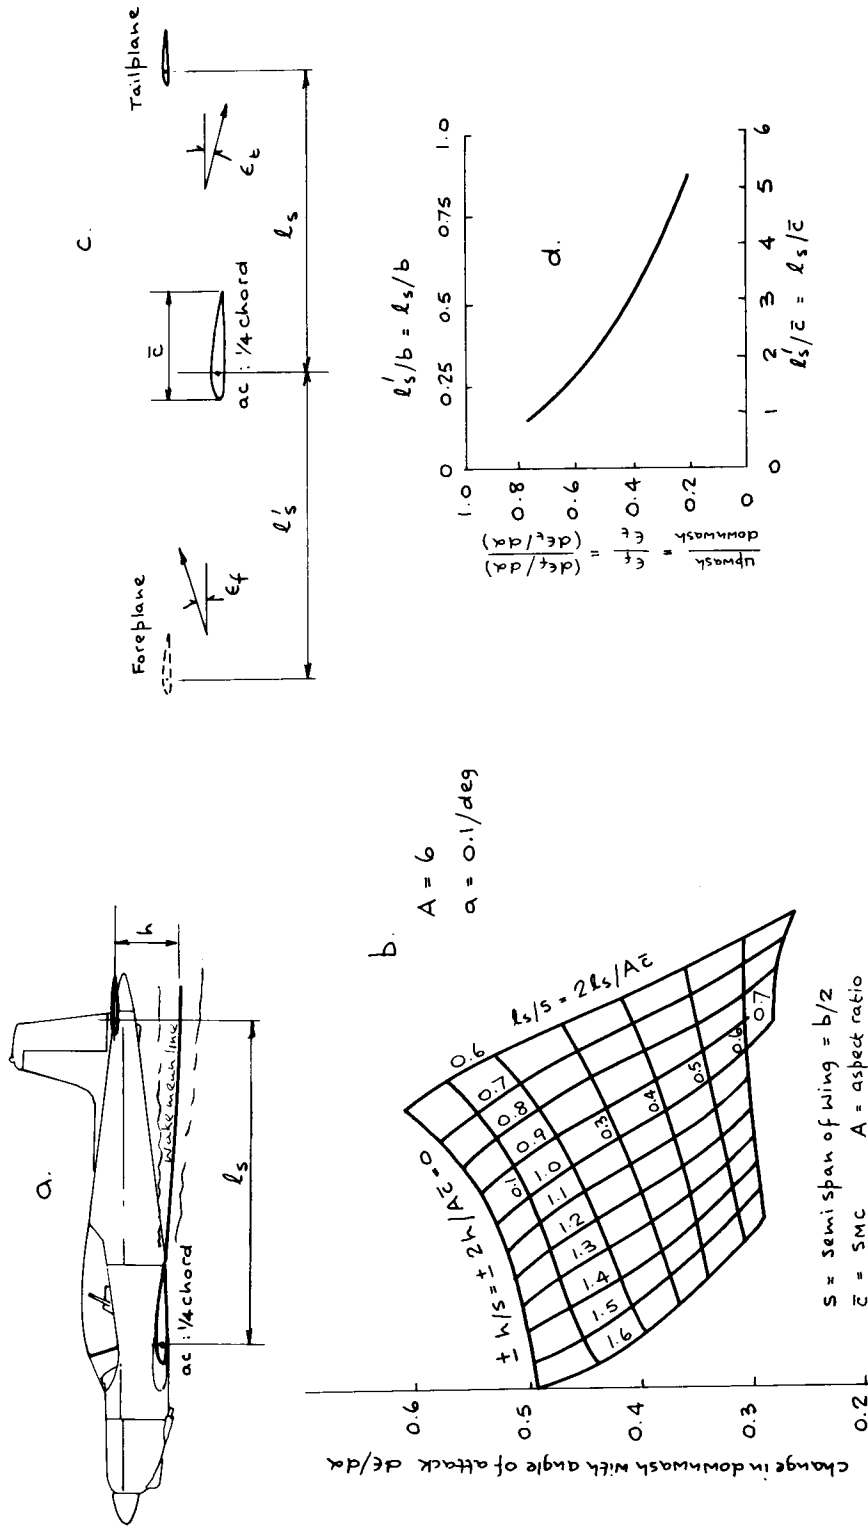 a.
h
Wake mean line
ls
ac : 1/4 chord
b.
A = 6
a = 0.1/deg
± h/s = ± 2h/Ac̄ = 0
ls/s = 2ls/Ac̄
0.6
0.7
0.8
0.9
1.0
1.1
1.2
1.3
1.4
1.5
1.6
0.1
0.3
0.4
0.5
0.6
0.7
0.6
0.5
0.4
0.3
0.2
change in downwash with angle of attack dϵ/dα
s = semi span of wing = b/2
c̄ = SMC A = aspect ratio
c.
Foreplane
Tailplane
c̄
ϵf
ϵt
ac : 1/4 chord
l's
ls
d.
l's/b = ls/b
0 0.25 0.5 0.75 1.0
1.0
0.8
0.6
0.4
0.2
0
upwash/downwash = ϵf/ϵt = (dϵf/dα)/(dϵt/dα)
0 1 2 3 4 5 6
l's/c̄ = ls/c̄